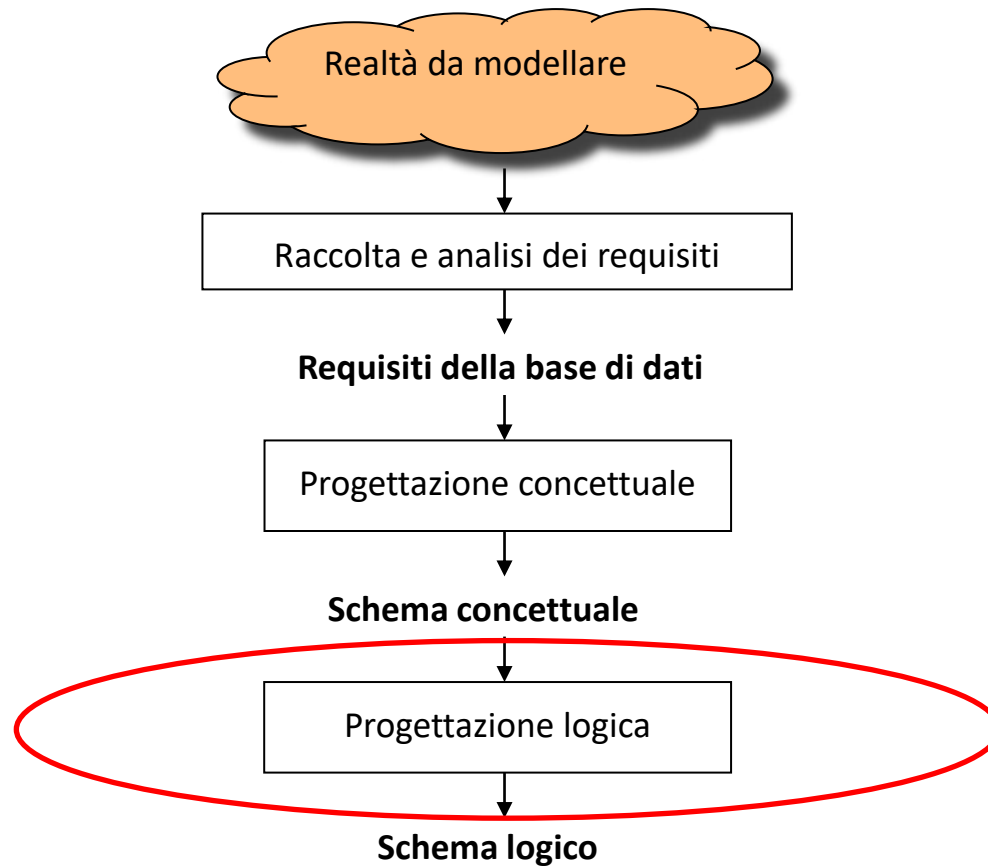 Realtà da modellare
Raccolta e analisi dei requisiti
Requisiti della base di dati
Progettazione concettuale
Schema concettuale
Progettazione logica
Schema logico